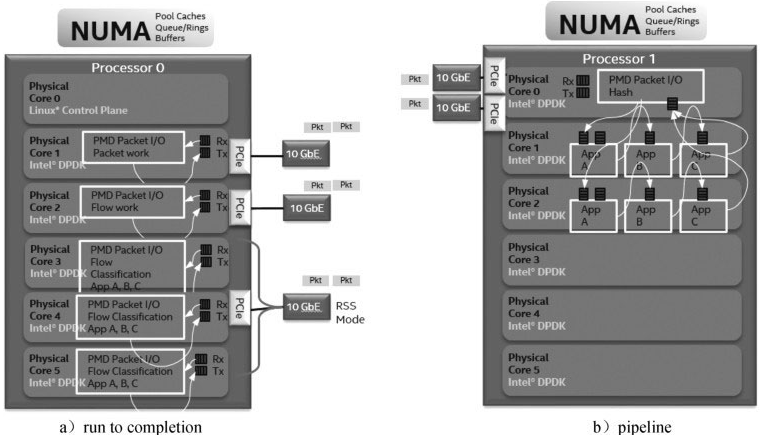 NUMA
Pool Caches
Queue/Rings
Buffers
Processor 0
Physical
Core 0
Linux* Control Plane
Physical
Core 1
Intel® DPDK
PMD Packet I/O
Packet work
Rx
Tx
PCIe
10 GbE
Pkt Pkt
Physical
Core 2
Intel® DPDK
PMD Packet I/O
Flow work
Rx
Tx
PCIe
10 GbE
Pkt Pkt
Physical
Core 3
Intel® DPDK
PMD Packet I/O
Flow
Classification
App A, B, C
Rx
Tx
Physical
Core 4
Intel® DPDK
PMD Packet I/O
Flow Classification
App A, B, C
Rx
Tx
PCIe
Pkt Pkt
10 GbE
RSS
Mode
Physical
Core 5
Intel® DPDK
PMD Packet I/O
Flow Classification
App A, B, C
Rx
Tx
a）run to completion
NUMA
Pool Caches
Queue/Rings
Buffers
Processor 1
Pkt
10 GbE
PCIe
Pkt
10 GbE
PCIe
Physical
Core 0
Intel® DPDK
Rx
Tx
PMD Packet I/O
Hash
Physical
Core 1
Intel® DPDK
App
A
App
B
App
C
Physical
Core 2
Intel® DPDK
App
A
App
B
App
C
Physical
Core 3
Intel® DPDK
Physical
Core 4
Intel® DPDK
Physical
Core 5
Intel® DPDK
b）pipeline